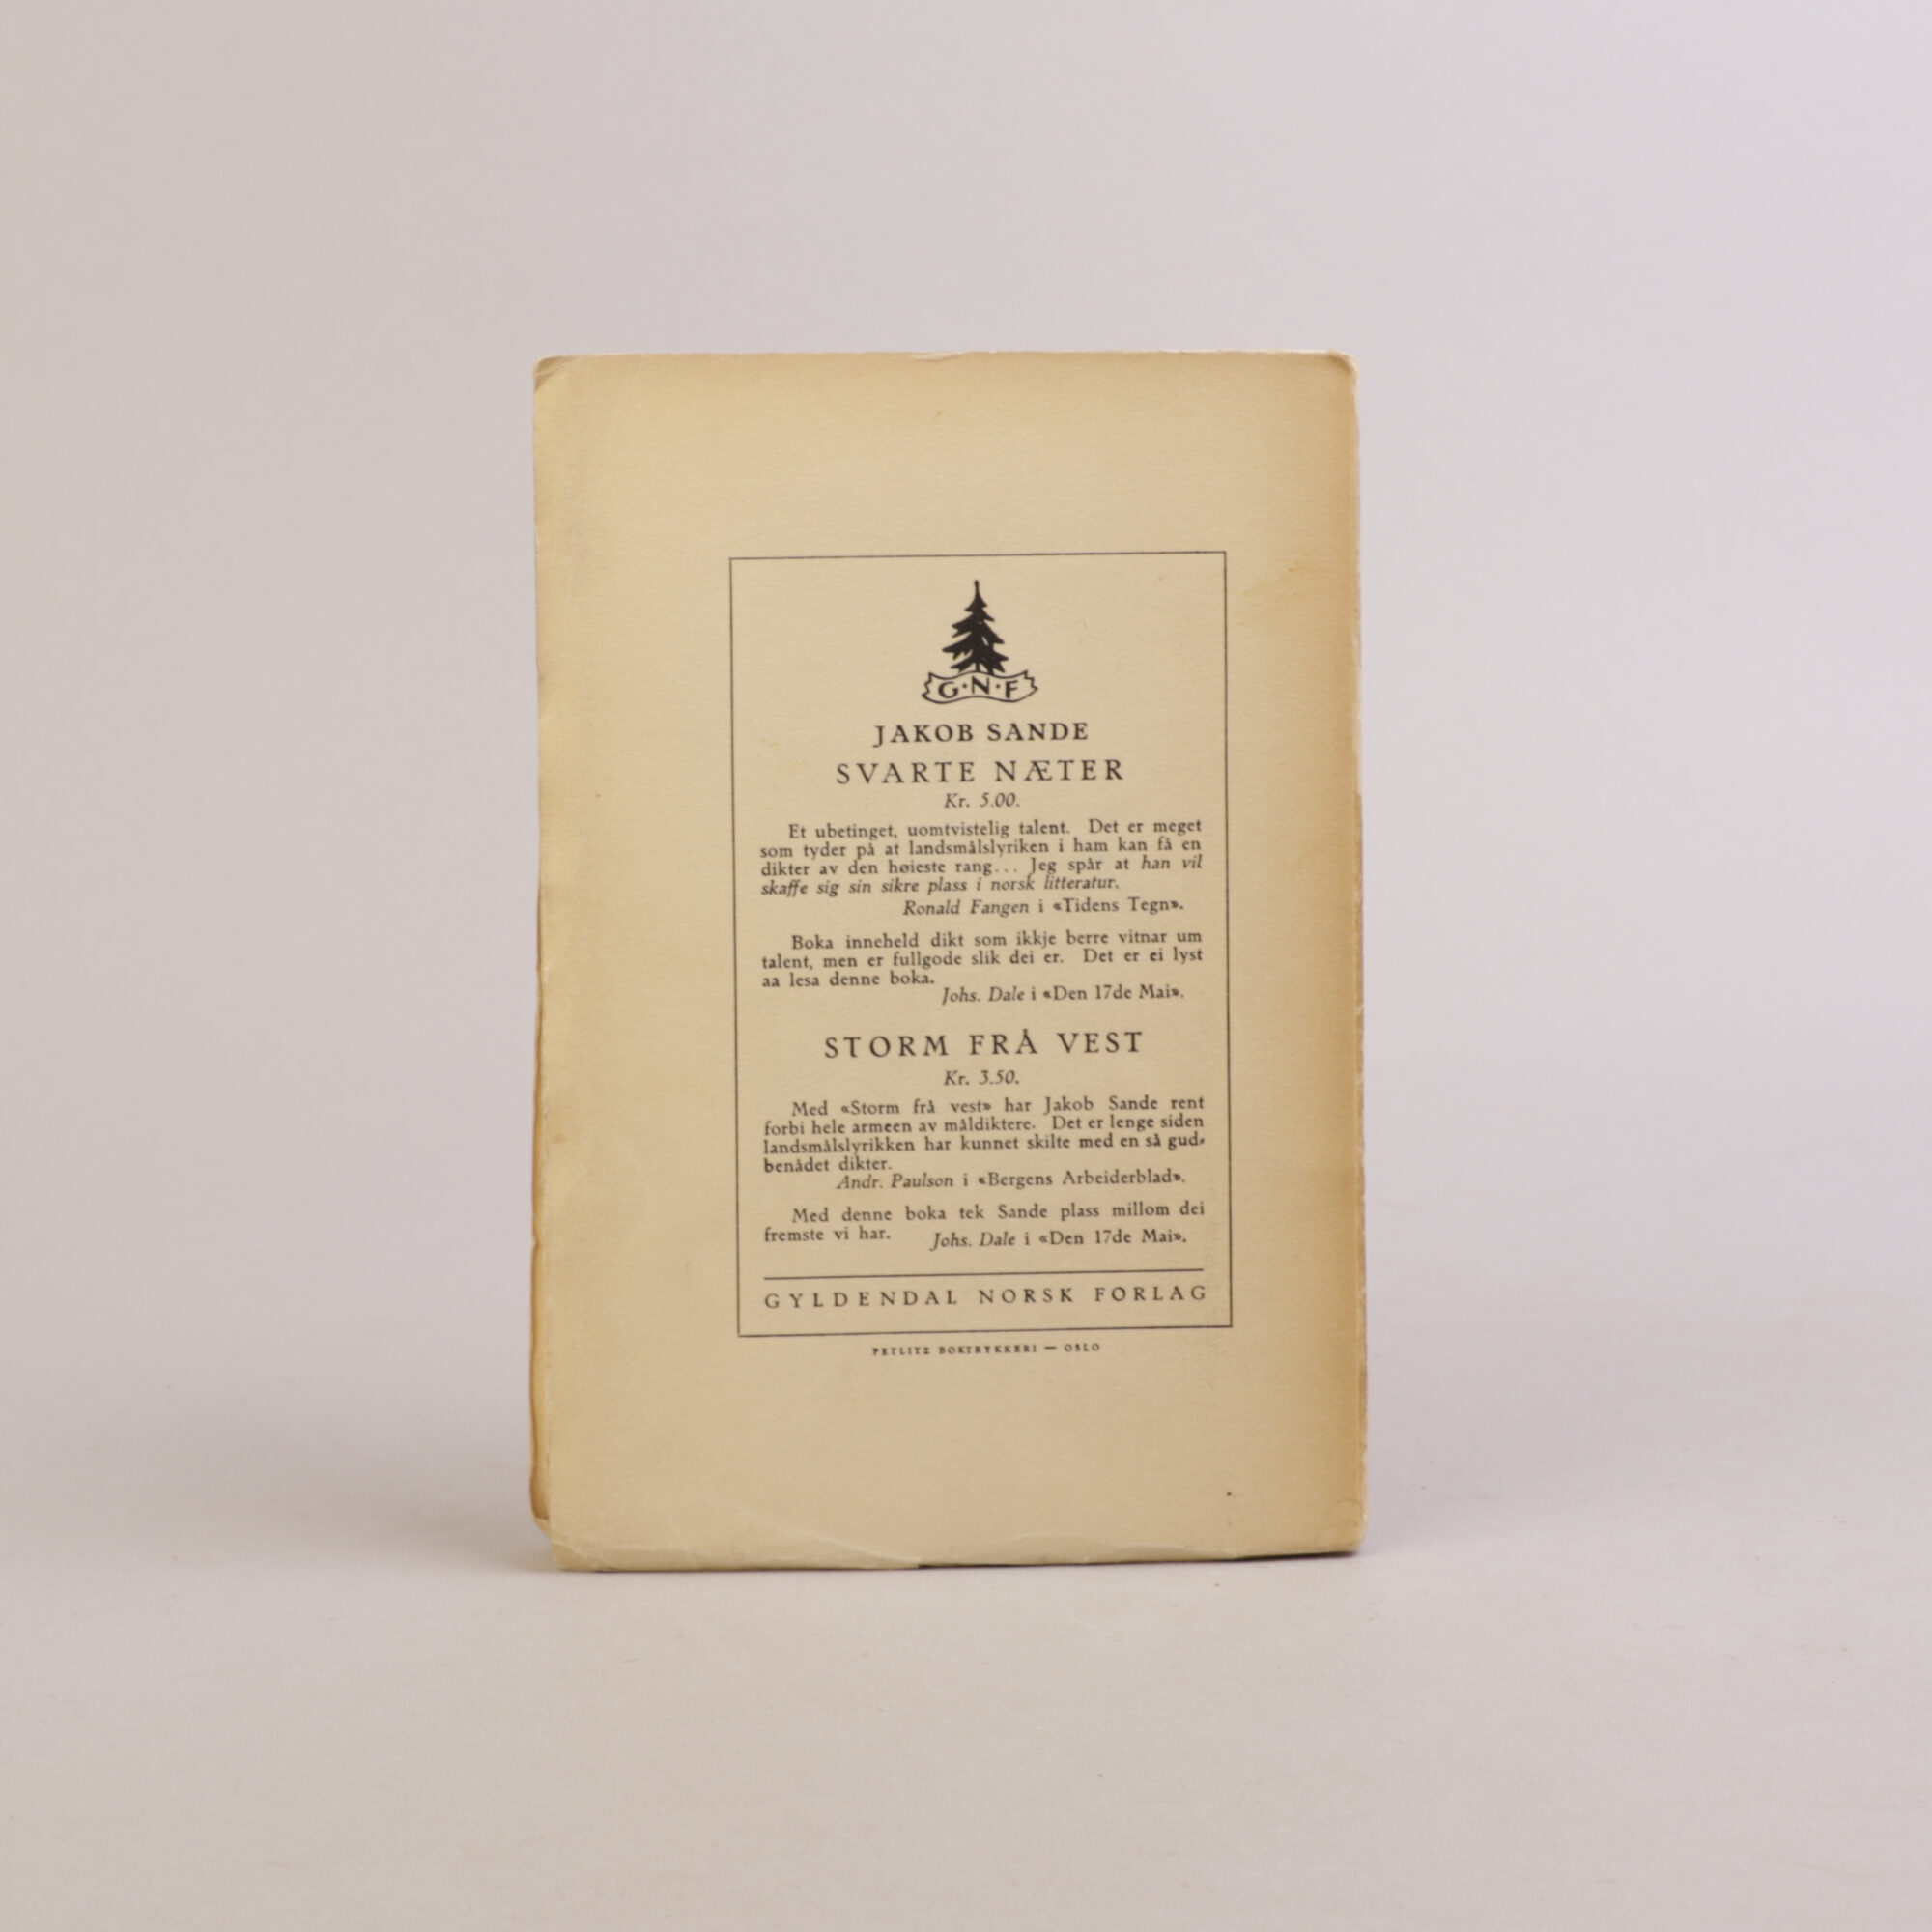 G·N·F
JAKOB SANDE
SVARTE NÆTER
Kr. 5.00.
Et ubetinget, uomtvistelig talent. Det er meget
som tyder på at landsmålslyriken i ham kan få en
dikter av den høieste rang... Jeg spår at han vil
skaffe sig sin sikre plass i norsk litteratur.
Ronald Fangen i «Tidens Tegn».
Boka inneheld dikt som ikkje berre vitnar um
talent, men er fullgode slik dei er. Det er ei lyst
aa lesa denne boka.
Johs. Dale i «Den 17de Mai».
STORM FRÅ VEST
Kr. 3.50.
Med «Storm frå vest» har Jakob Sande rent
forbi hele armeen av måldiktere. Det er lenge siden
landsmålslyrikken har kunnet skilte med en så gud-
benådet dikter.
Andr. Paulson i «Bergens Arbeiderblad».
Med denne boka tek Sande plass millom dei
fremste vi har. Johs. Dale i «Den 17de Mai».
GYLDENDAL NORSK FORLAG
PETLITZ BOKTRYKKERI — OSLO